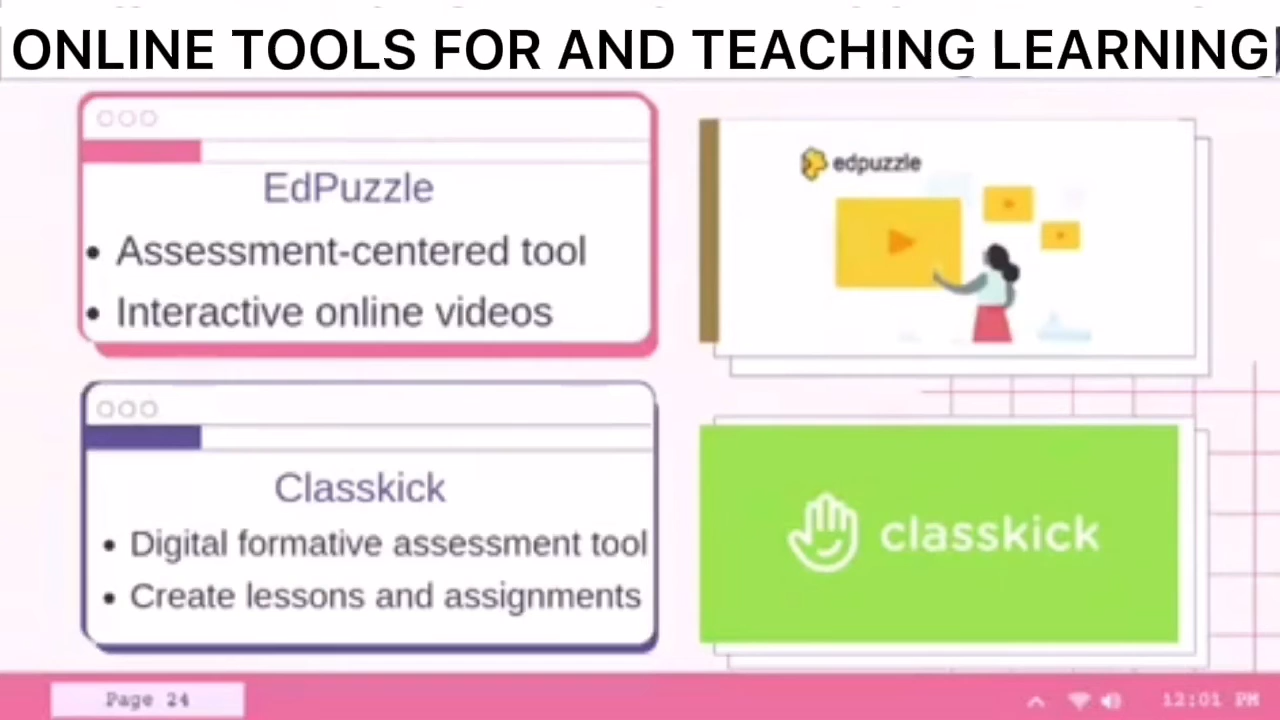 ONLINE TOOLS FOR AND TEACHING LEARNING
EdPuzzle
• Assessment-centered tool
• Interactive online videos
edpuzzle
Classkick
• Digital formative assessment tool
• Create lessons and assignments
classkick
Page 24
12:01 PM